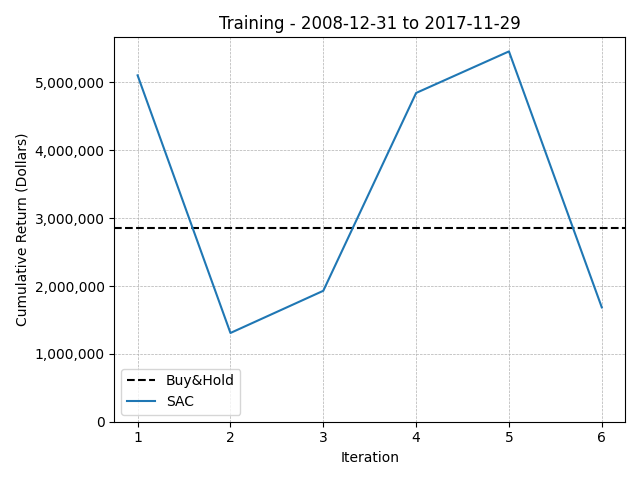 Training - 2008-12-31 to 2017-11-29
Cumulative Return (Dollars)
5,000,000
4,000,000
3,000,000
2,000,000
1,000,000
0
Buy&Hold
SAC
1 2 3 4 5 6
Iteration